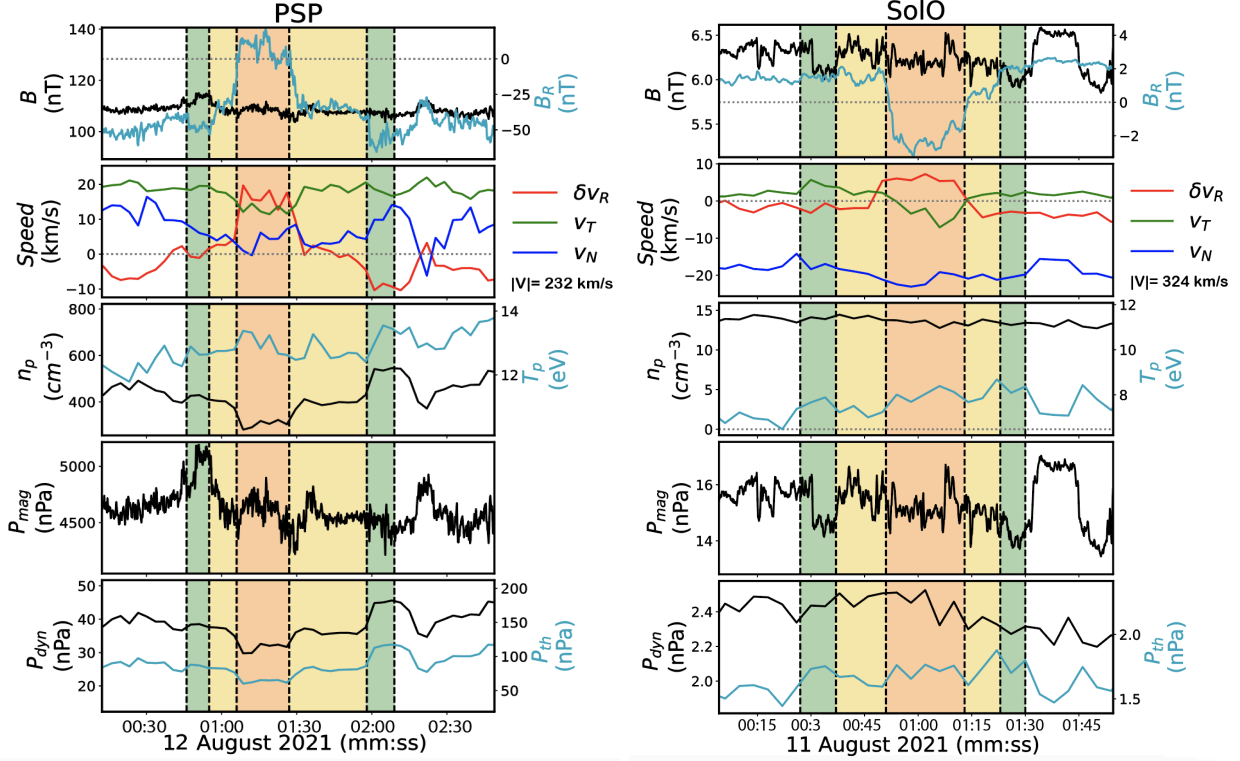 PSP
140
120
100
B
(nT)
0
−25
−50
B_R
(nT)
20
10
0
−10
Speed
(km/s)
δv_R
v_T
v_N
|V|= 232 km/s
800
600
400
n_p
(cm⁻³)
14
12
T_p
(eV)
5000
4500
P_mag
(nPa)
50
40
30
20
P_dyn
(nPa)
200
150
100
50
P_th
(nPa)
00:30 01:00 01:30 02:00 02:30
12 August 2021 (mm:ss)
SolO
6.5
6.0
5.5
B
(nT)
4
2
0
−2
B_R
(nT)
10
0
−10
−20
Speed
(km/s)
δv_R
v_T
v_N
|V|= 324 km/s
15
10
5
0
n_p
(cm⁻³)
12
10
8
T_p
(eV)
16
14
P_mag
(nPa)
2.4
2.2
2.0
P_dyn
(nPa)
2.0
1.5
P_th
(nPa)
00:15 00:3 00:45 01:00 01:15 01:30 01:45
11 August 2021 (mm:ss)